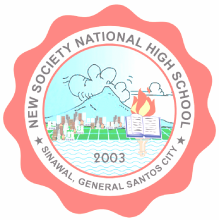 NEW SOCIETY NATIONAL HIGH SCHOOL
2003
★ SINAWAL, GENERAL SANTOS CITY ★